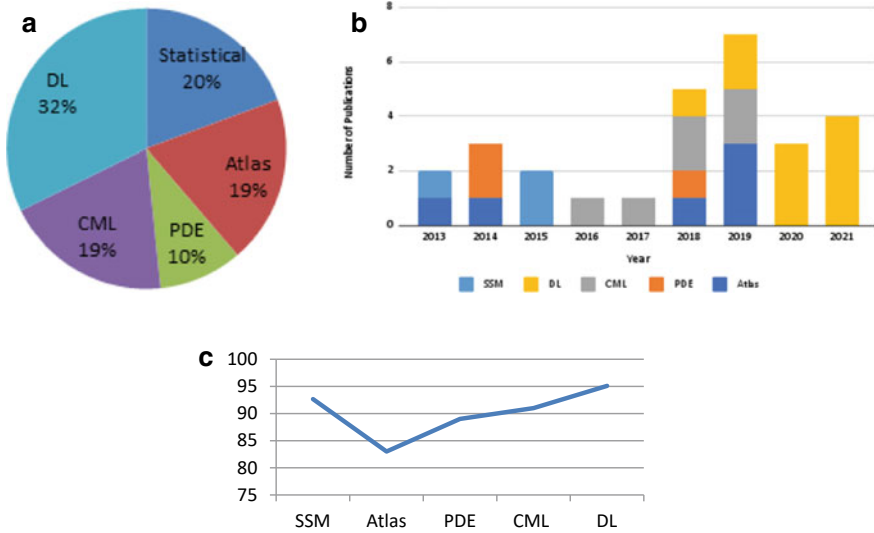 a
Statistical
20%
DL
32%
Atlas
19%
CML
19%
PDE
10%
b
8
6
4
2
0
Number of Publications
2013 2014 2015 2016 2017 2018 2019 2020 2021
Year
SSM DL CML PDE Atlas
c
100
95
90
85
80
75
SSM Atlas PDE CML DL